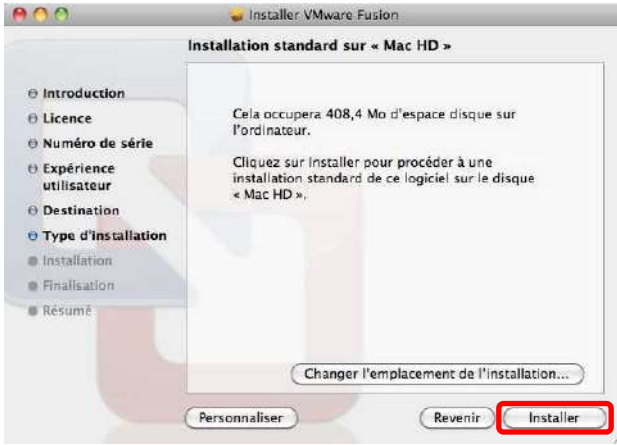 Installer VMware Fusion
Installation standard sur « Mac HD »
Introduction
Licence
Numéro de série
Expérience
utilisateur
Destination
Type d'installation
Installation
Finalisation
Résumé
Cela occupera 408,4 Mo d'espace disque sur
l'ordinateur.
Cliquez sur Installer pour procéder à une
installation standard de ce logiciel sur le disque
« Mac HD ».
Changer l'emplacement de l'installation...
Personnaliser
Revenir
Installer